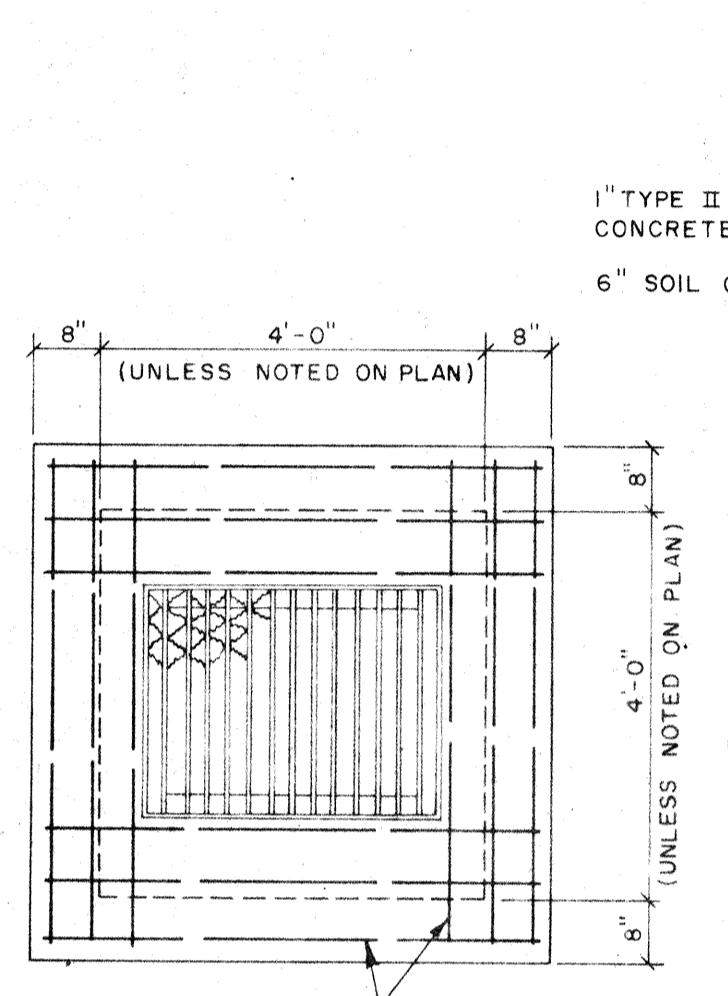 1" TYPE II
CONCRETE
6" SOIL
8" 4'-0" 8"
(UNLESS NOTED ON PLAN)
8"
4'-0"
(UNLESS NOTED ON PLAN)
8"